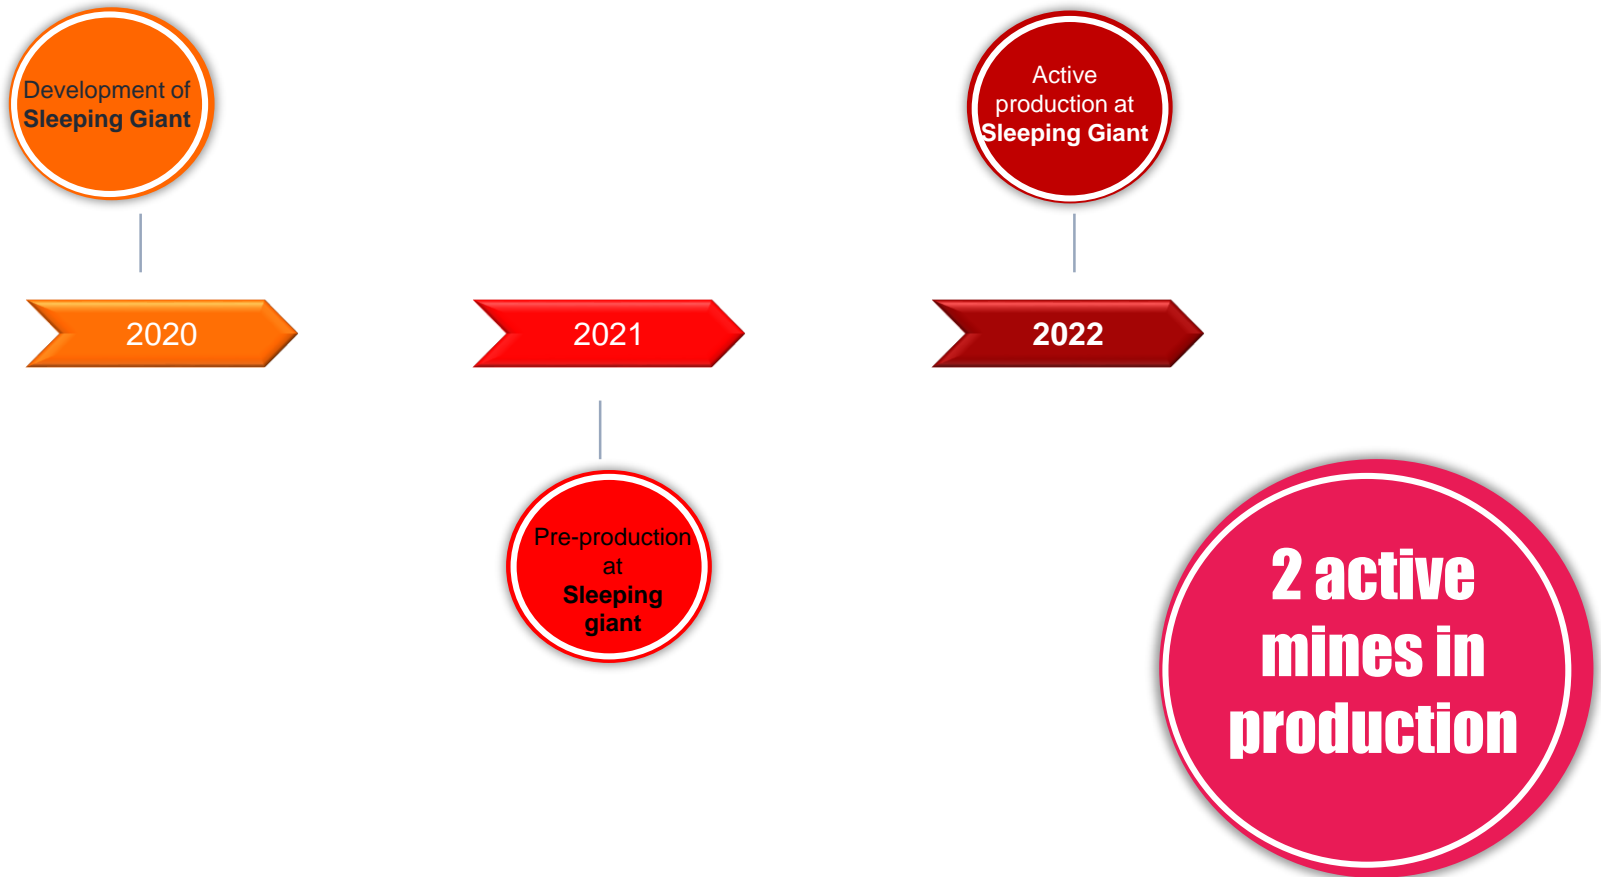 Development of
Sleeping Giant
Active
production at
Sleeping Giant
2020
2021
2022
Pre-production
at
Sleeping
giant
2 active
mines in
production